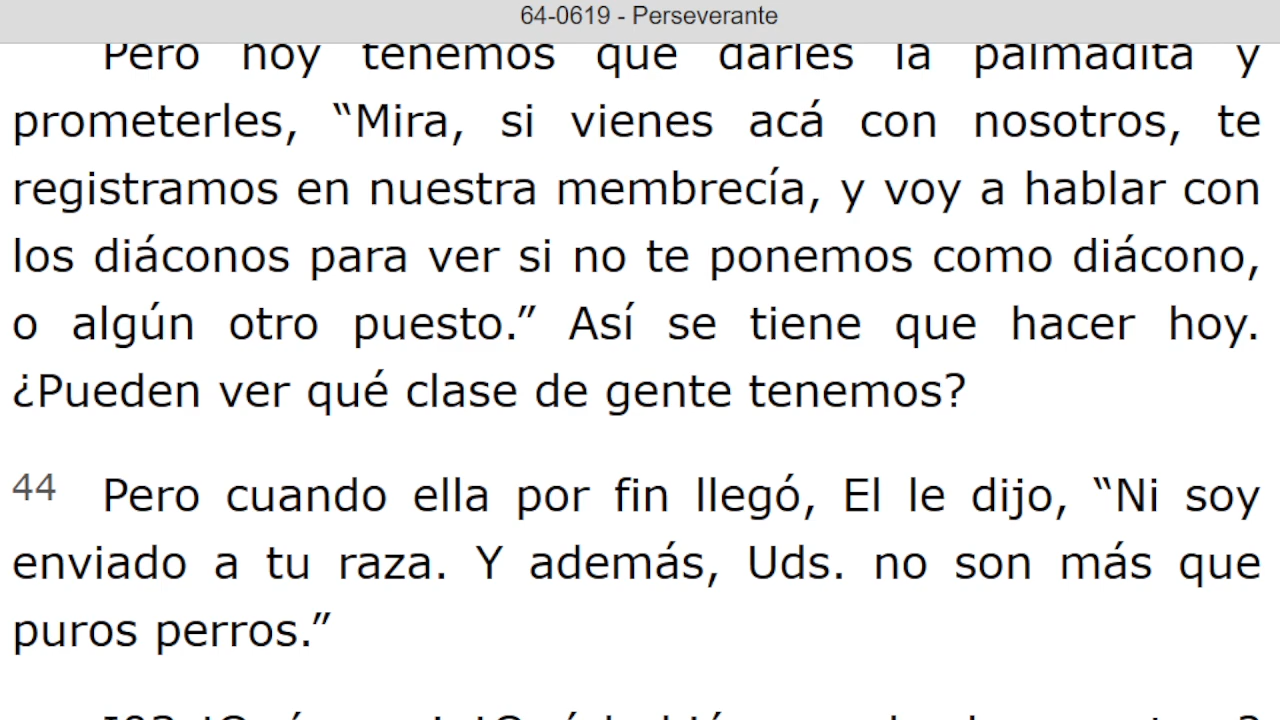 64-0619 - Perseverante
Pero hoy tenemos que darles la palmadita y
prometerles, “Mira, si vienes acá con nosotros, te
registramos en nuestra membrecía, y voy a hablar con
los diáconos para ver si no te ponemos como diácono,
o algún otro puesto.” Así se tiene que hacer hoy.
¿Pueden ver qué clase de gente tenemos?
44 Pero cuando ella por fin llegó, El le dijo, “Ni soy
enviado a tu raza. Y además, Uds. no son más que
puros perros.”